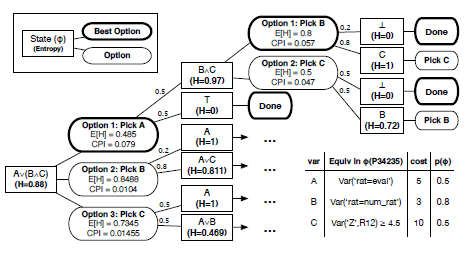 State (ϕ)
(Entropy)
Best Option
Option
Option 1: Pick B
E[H] = 0.8
CPI = 0.057
0.2
0.8
⊥
(H=0)
Done
C
(H=1)
Pick C
Option 2: Pick C
E[H] = 0.5
CPI = 0.047
0.5
0.5
⊥
(H=0)
Done
B
(H=0.72)
Pick B
B∧C
(H=0.97)
0.5
0.5
T
(H=0)
Done
Option 1: Pick A
E[H] = 0.485
CPI = 0.079
A∨(B∧C)
(H=0.88)
Option 2: Pick B
E[H] = 0.8488
CPI = 0.0104
0.2
0.8
A
(H=1)
...
A∨C
(H=0.811)
...
Option 3: Pick C
E[H] = 0.7345
CPI = 0.01455
0.5
0.5
A
(H=1)
...
A∨B
(H=0.469)
...
var Equiv in ϕ(P34235) cost p(ϕ)
A Var('rat=eval') 5 0.5
B Var('rat=num_rat') 3 0.8
C Var('Z',R12) ≥ 4.5 10 0.5